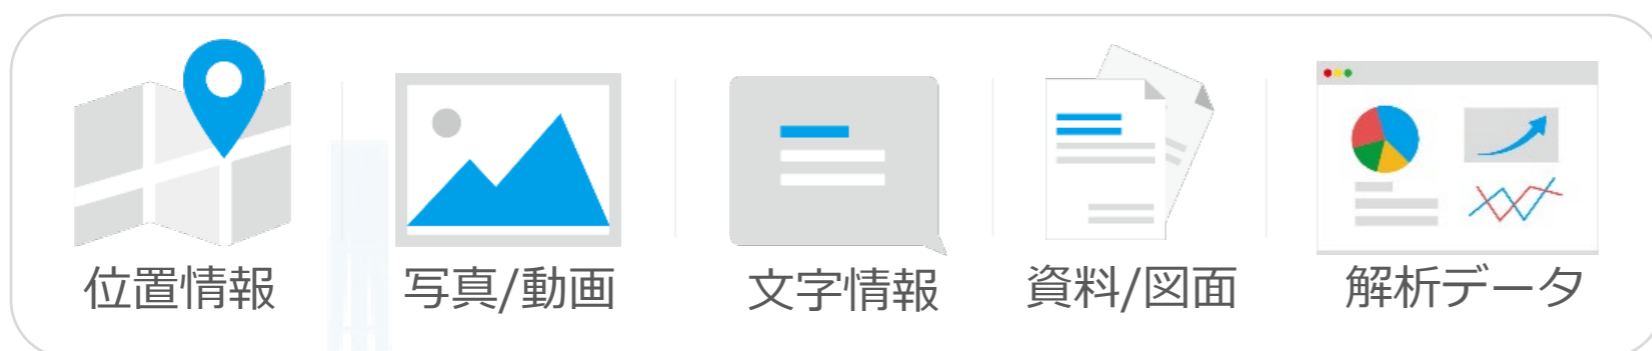 位置情報
写真/動画
文字情報
資料/図面
解析データ